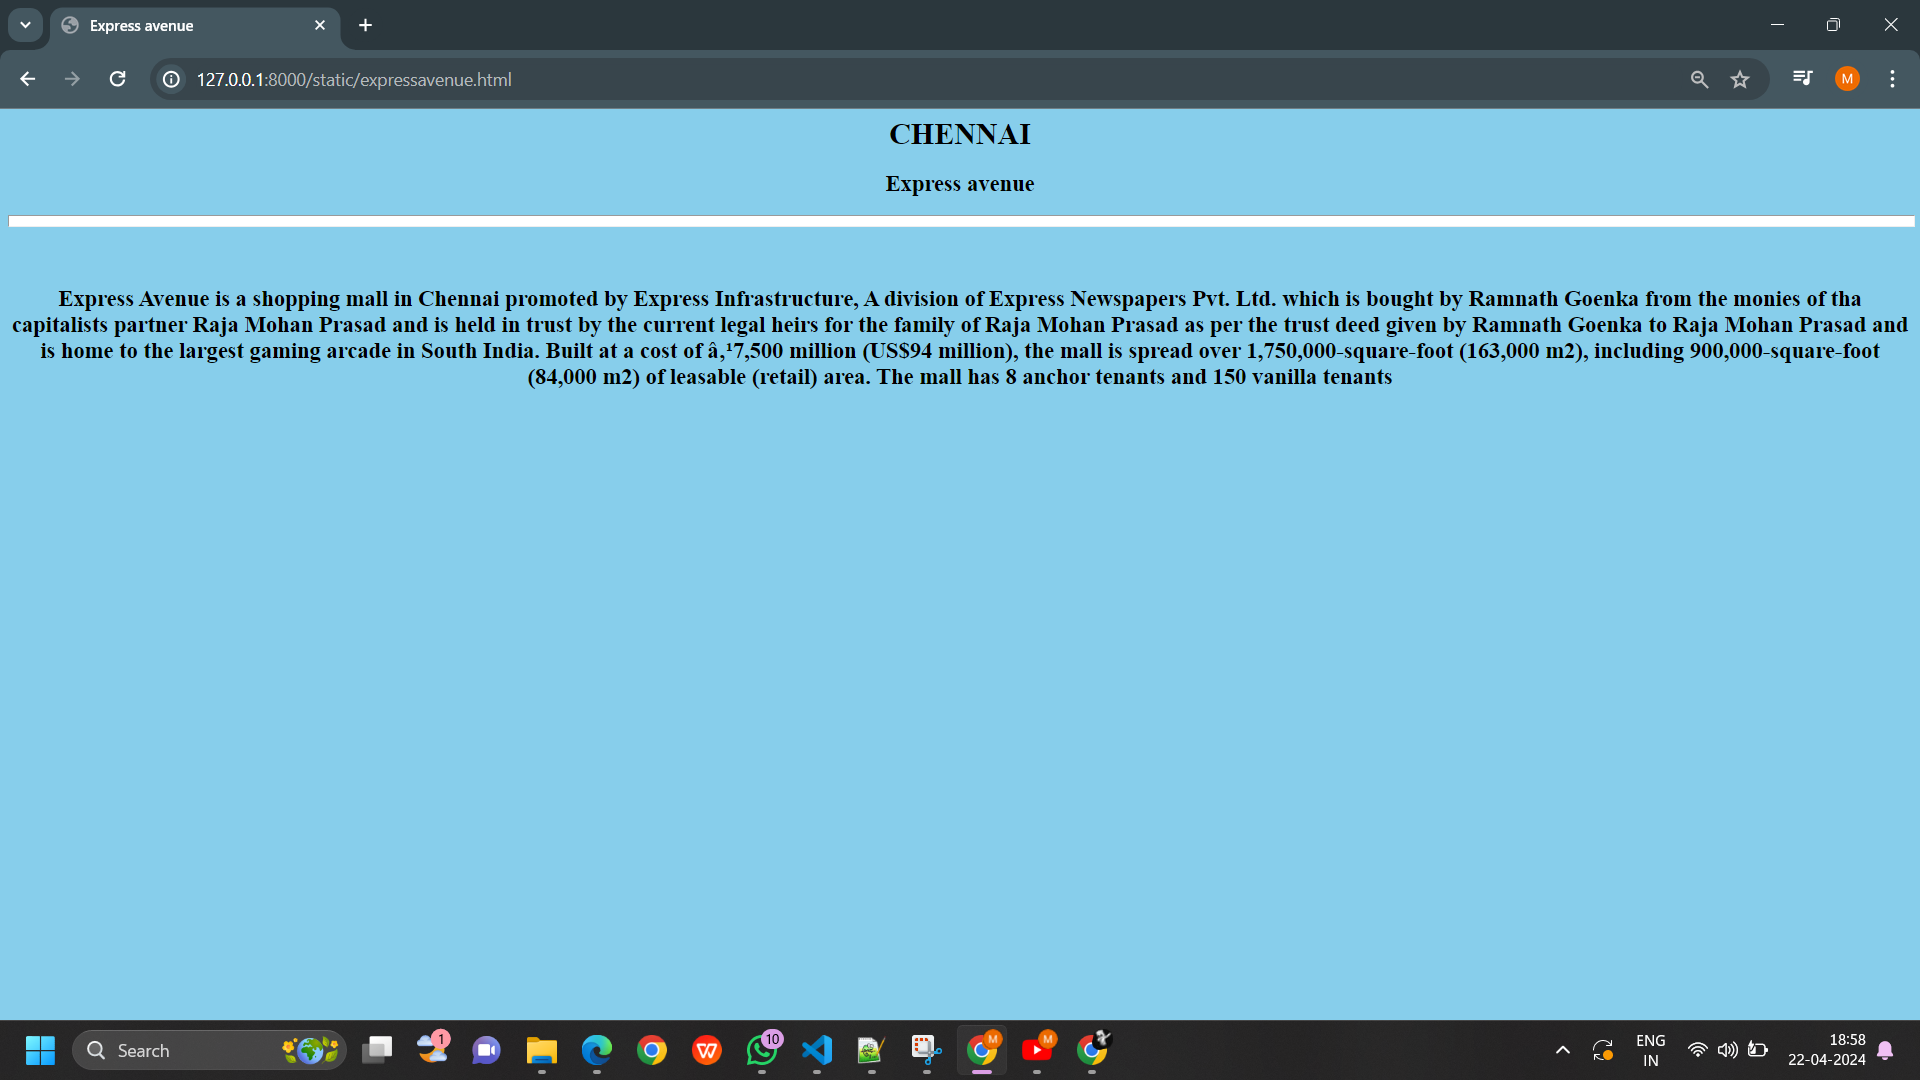 Express avenue
127.0.0.1:8000/static/expressavenue.html
M
CHENNAI
Express avenue
Express Avenue is a shopping mall in Chennai promoted by Express Infrastructure, A division of Express Newspapers Pvt. Ltd. which is bought by Ramnath Goenka from the monies of tha
capitalists partner Raja Mohan Prasad and is held in trust by the current legal heirs for the family of Raja Mohan Prasad as per the trust deed given by Ramnath Goenka to Raja Mohan Prasad and
is home to the largest gaming arcade in South India. Built at a cost of â‚¹7,500 million (US$94 million), the mall is spread over 1,750,000-square-foot (163,000 m2), including 900,000-square-foot
(84,000 m2) of leasable (retail) area. The mall has 8 anchor tenants and 150 vanilla tenants
Search
1
W
10
M
M
ENG
IN
18:58
22-04-2024